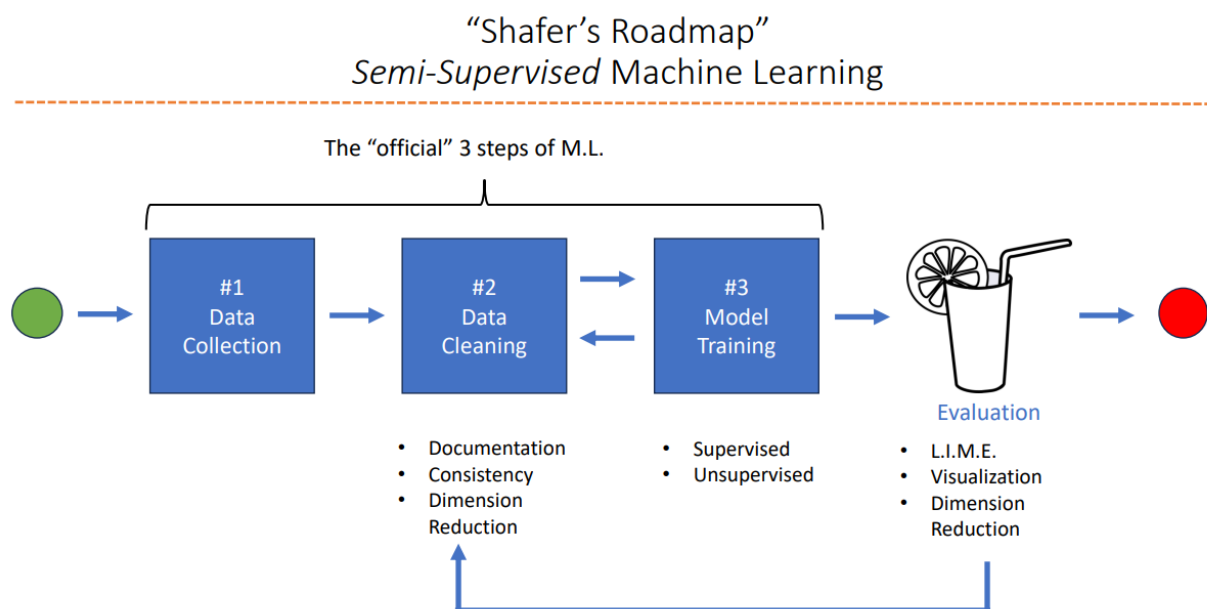 “Shafer’s Roadmap”
Semi-Supervised Machine Learning
The “official” 3 steps of M.L.
#1
Data
Collection
#2
Data
Cleaning
#3
Model
Training
Evaluation
• Documentation
• Consistency
• Dimension
Reduction
• Supervised
• Unsupervised
• L.I.M.E.
• Visualization
• Dimension
Reduction